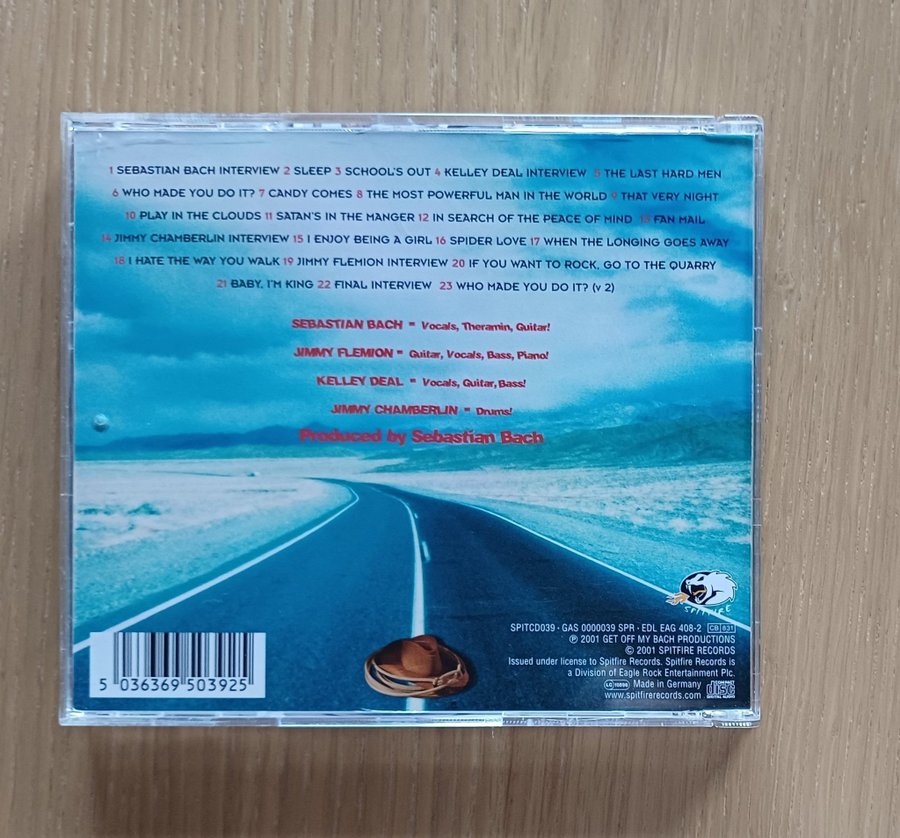 1 SEBASTIAN BACH INTERVIEW 2 SLEEP 3 SCHOOL'S OUT 4 KELLEY DEAL INTERVIEW 5 THE LAST HARD MEN
6 WHO MADE YOU DO IT? 7 CANDY COMES 8 THE MOST POWERFUL MAN IN THE WORLD 9 THAT VERY NIGHT
10 PLAY IN THE CLOUDS 11 SATAN'S IN THE MANGER 12 IN SEARCH OF THE PEACE OF MIND 13 FAN MAIL
14 JIMMY CHAMBERLIN INTERVIEW 15 I ENJOY BEING A GIRL 16 SPIDER LOVE 17 WHEN THE LONGING GOES AWAY
18 I HATE THE WAY YOU WALK 19 JIMMY FLEMION INTERVIEW 20 IF YOU WANT TO ROCK, GO TO THE QUARRY
21 BABY, I'M KING 22 FINAL INTERVIEW 23 WHO MADE YOU DO IT? (v 2)
SEBASTIAN BACH - Vocals, Theramin, Guitar!
JIMMY FLEMION - Guitar, Vocals, Bass, Piano!
KELLEY DEAL - Vocals, Guitar, Bass!
JIMMY CHAMBERLIN - Drums!
Produced by Sebastian Bach
SPITFIRE
SPITCD039 · GAS 0000039 SPR · EDL EAG 408-2 CB 831
℗ 2001 GET OFF MY BACH PRODUCTIONS
© 2001 SPITFIRE RECORDS
Issued under license to Spitfire Records. Spitfire Records is
a Division of Eagle Rock Entertainment Plc.
Made in Germany
www.spitfirerecords.com
COMPACT disc DIGITAL AUDIO
5 036369 503925